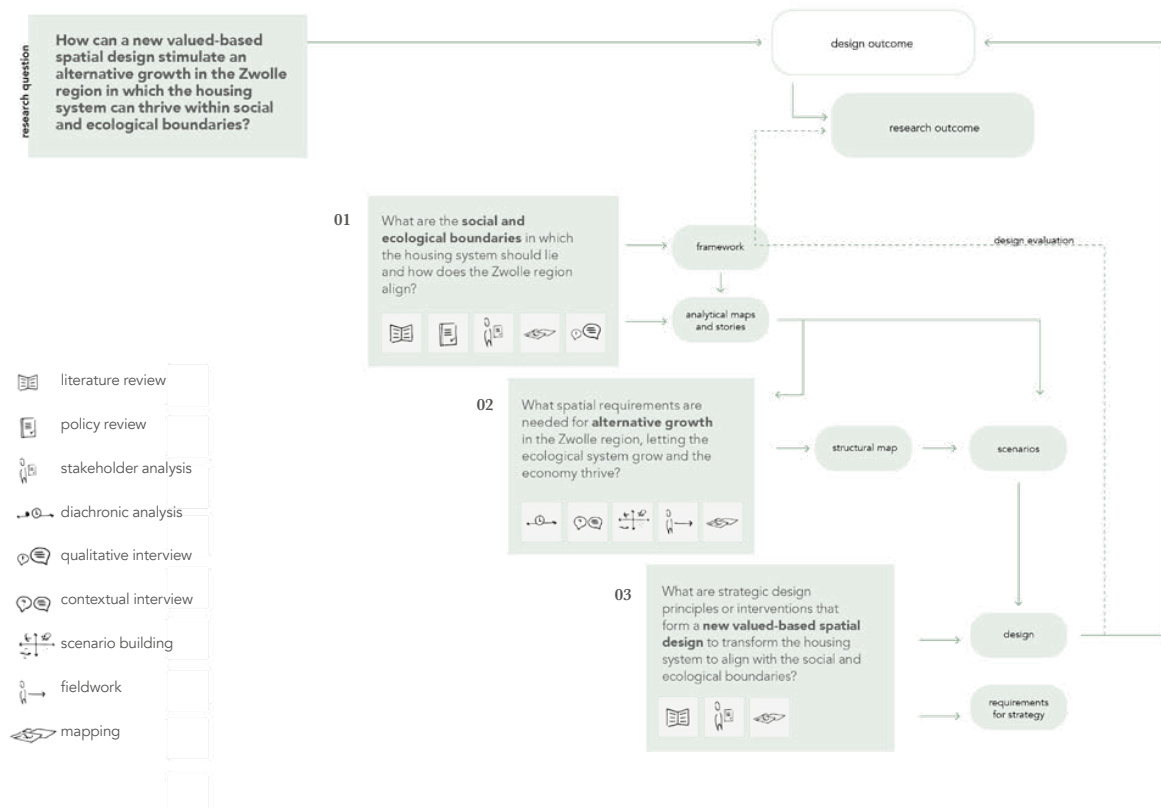 research question
How can a new valued-based
spatial design stimulate an
alternative growth in the Zwolle
region in which the housing
system can thrive within social
and ecological boundaries?
design outcome
research outcome
01
What are the social and
ecological boundaries in which
the housing system should lie
and how does the Zwolle region
align?
framework
design evaluation
analytical maps
and stories
literature review
policy review
stakeholder analysis
diachronic analysis
qualitative interview
contextual interview
scenario building
fieldwork
mapping
02
What spatial requirements are
needed for alternative growth
in the Zwolle region, letting the
ecological system grow and the
economy thrive?
structural map
scenarios
03
What are strategic design
principles or interventions that
form a new valued-based spatial
design to transform the housing
system to align with the social and
ecological boundaries?
design
requirements
for strategy